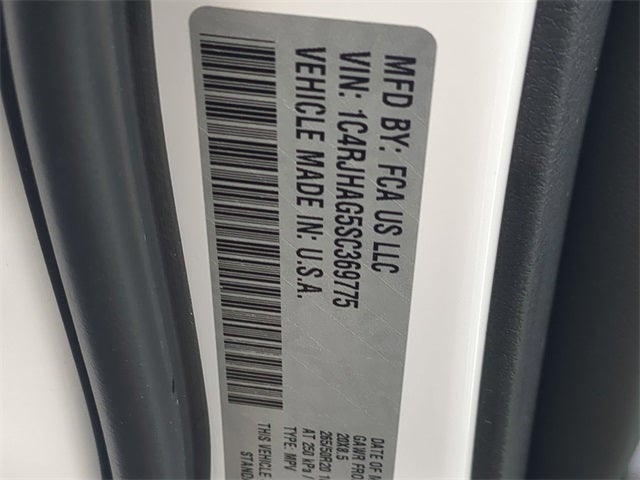 MFD BY: FCA US LLC
VIN: 1C4RJHAG5SC369775
VEHICLE MADE IN: U.S.A.
DATE OF M
GAWR FRO
20X8.5
265/50R20
AT 250 kPa /
TYPE: MPV
THIS VEHICLE
STANDA